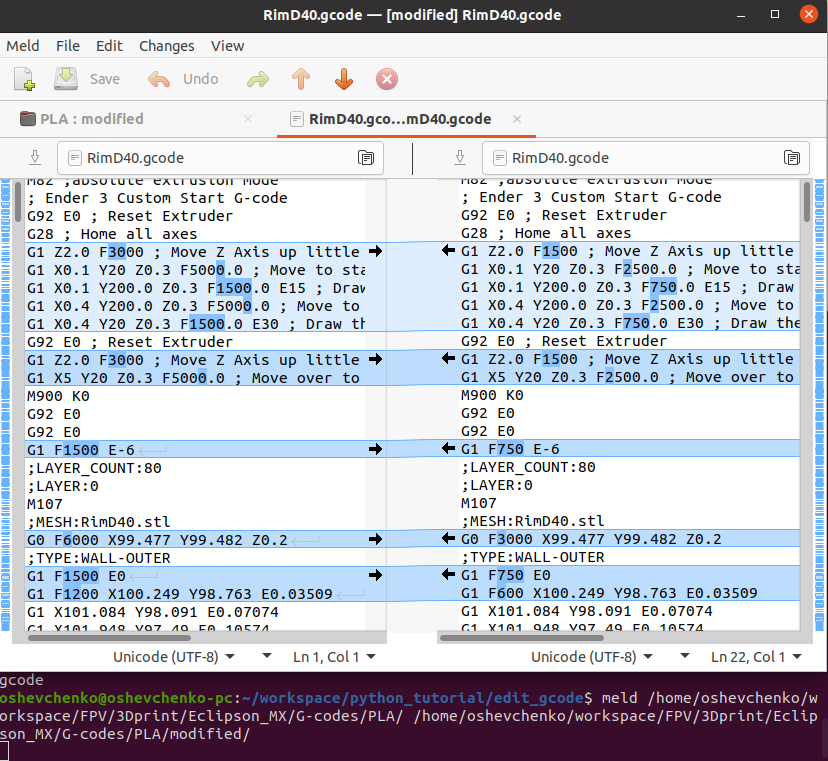 RimD40.gcode — [modified] RimD40.gcode
Meld File Edit Changes View
Save Undo
PLA : modified
RimD40.gco…mD40.gcode
RimD40.gcode
M82 ;absolute extrusion mode
; Ender 3 Custom Start G-code
G92 E0 ; Reset Extruder
G28 ; Home all axes
G1 Z2.0 F3000 ; Move Z Axis up little
G1 X0.1 Y20 Z0.3 F5000.0 ; Move to sta
G1 X0.1 Y200.0 Z0.3 F1500.0 E15 ; Draw
G1 X0.4 Y200.0 Z0.3 F5000.0 ; Move to
G1 X0.4 Y20 Z0.3 F1500.0 E30 ; Draw th
G92 E0 ; Reset Extruder
G1 Z2.0 F3000 ; Move Z Axis up little
G1 X5 Y20 Z0.3 F5000.0 ; Move over to
M900 K0
G92 E0
G92 E0
G1 F1500 E-6
;LAYER_COUNT:80
;LAYER:0
M107
;MESH:RimD40.stl
G0 F6000 X99.477 Y99.482 Z0.2
;TYPE:WALL-OUTER
G1 F1500 E0
G1 F1200 X100.249 Y98.763 E0.03509
G1 X101.084 Y98.091 E0.07074
G1 X101.948 Y97.49 E0.10574
Unicode (UTF-8) Ln 1, Col 1
RimD40.gcode
M82 ;absolute extrusion mode
; Ender 3 Custom Start G-code
G92 E0 ; Reset Extruder
G28 ; Home all axes
G1 Z2.0 F1500 ; Move Z Axis up little
G1 X0.1 Y20 Z0.3 F2500.0 ; Move to sta
G1 X0.1 Y200.0 Z0.3 F750.0 E15 ; Draw
G1 X0.4 Y200.0 Z0.3 F2500.0 ; Move to
G1 X0.4 Y20 Z0.3 F750.0 E30 ; Draw the
G92 E0 ; Reset Extruder
G1 Z2.0 F1500 ; Move Z Axis up little
G1 X5 Y20 Z0.3 F2500.0 ; Move over to
M900 K0
G92 E0
G92 E0
G1 F750 E-6
;LAYER_COUNT:80
;LAYER:0
M107
;MESH:RimD40.stl
G0 F3000 X99.477 Y99.482 Z0.2
;TYPE:WALL-OUTER
G1 F750 E0
G1 F600 X100.249 Y98.763 E0.03509
G1 X101.084 Y98.091 E0.07074
G1 X101.948 Y97.49 E0.10574
Unicode (UTF-8) Ln 22, Col 1
gcode
oshevchenko@oshevchenko-pc:~/workspace/python_tutorial/edit_gcode$ meld /home/oshevchenko/w
orkspace/FPV/3Dprint/Eclipson_MX/G-codes/PLA/ /home/oshevchenko/workspace/FPV/3Dprint/Eclip
son_MX/G-codes/PLA/modified/